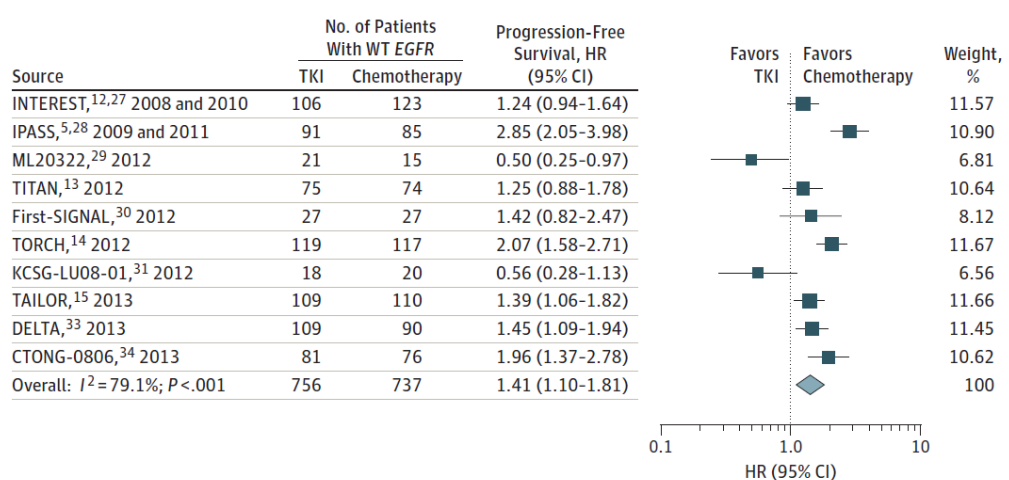 No. of Patients
With WT EGFR
Progression-Free
Survival, HR
(95% CI)
Favors
TKI
Favors
Chemotherapy
Weight,
%
Source TKI Chemotherapy
INTEREST,12,27 2008 and 2010 106 123 1.24 (0.94-1.64) 11.57
IPASS,5,28 2009 and 2011 91 85 2.85 (2.05-3.98) 10.90
ML20322,29 2012 21 15 0.50 (0.25-0.97) 6.81
TITAN,13 2012 75 74 1.25 (0.88-1.78) 10.64
First-SIGNAL,30 2012 27 27 1.42 (0.82-2.47) 8.12
TORCH,14 2012 119 117 2.07 (1.58-2.71) 11.67
KCSG-LU08-01,31 2012 18 20 0.56 (0.28-1.13) 6.56
TAILOR,15 2013 109 110 1.39 (1.06-1.82) 11.66
DELTA,33 2013 109 90 1.45 (1.09-1.94) 11.45
CTONG-0806,34 2013 81 76 1.96 (1.37-2.78) 10.62
Overall: I2=79.1%; P<.001 756 737 1.41 (1.10-1.81) 100
0.1 1.0 10
HR (95% CI)